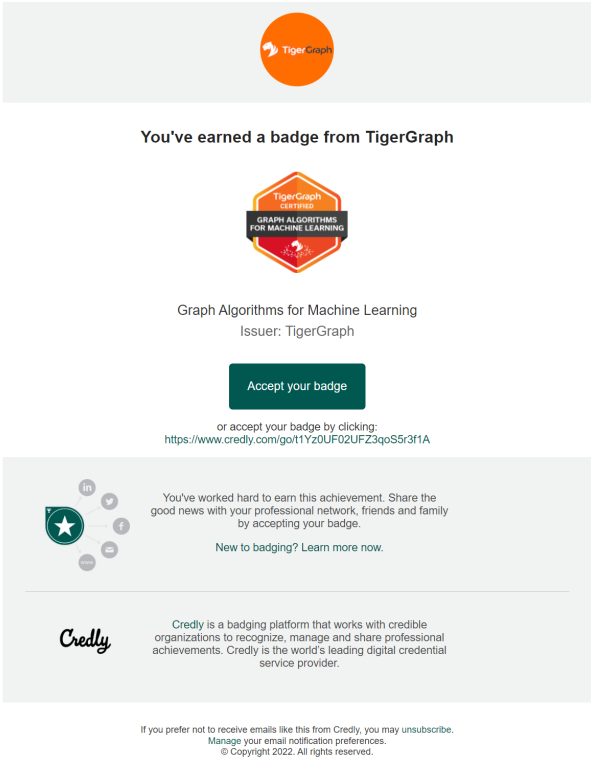 TigerGraph
You've earned a badge from TigerGraph
TigerGraph
CERTIFIED
GRAPH ALGORITHMS
FOR MACHINE LEARNING
Graph Algorithms for Machine Learning
Issuer: TigerGraph
Accept your badge
or accept your badge by clicking:
https://www.credly.com/go/t1Yz0UF02UFZ3qoS5r3f1A
in
f
www
You've worked hard to earn this achievement. Share the
good news with your professional network, friends and family
by accepting your badge.
New to badging? Learn more now.
Credly
Credly is a badging platform that works with credible
organizations to recognize, manage and share professional
achievements. Credly is the world's leading digital credential
service provider.
If you prefer not to receive emails like this from Credly, you may unsubscribe.
Manage your email notification preferences.
© Copyright 2022. All rights reserved.